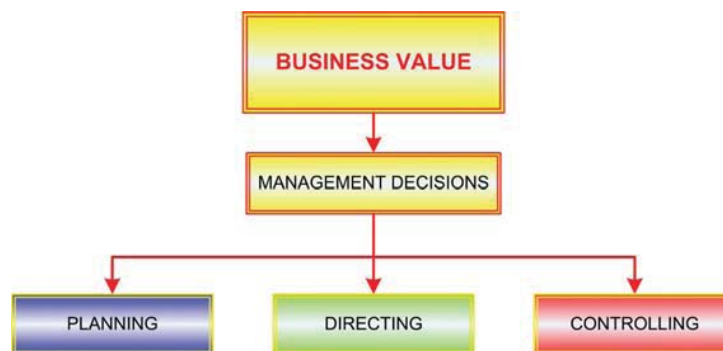 BUSINESS VALUE
MANAGEMENT DECISIONS
PLANNING
DIRECTING
CONTROLLING